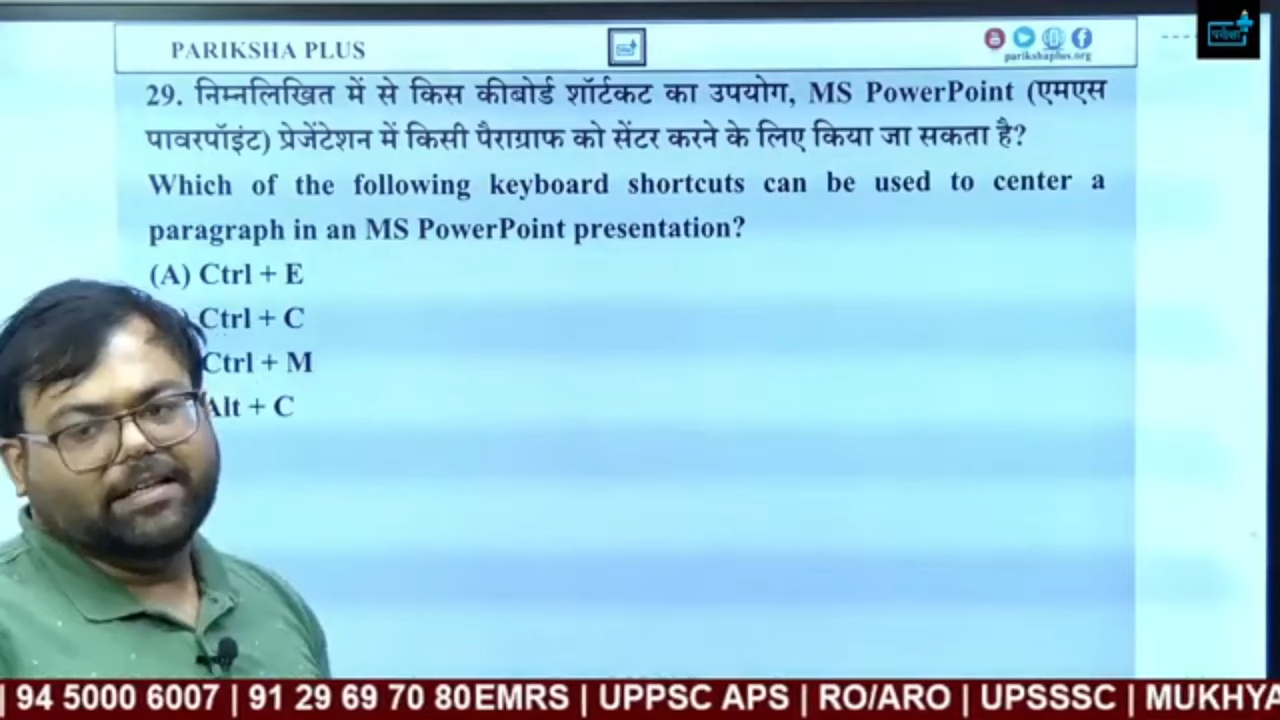 PARIKSHA PLUS
parikshaplus.org
परीक्षा
29. निम्नलिखित में से किस कीबोर्ड शॉर्टकट का उपयोग, MS PowerPoint (एमएस
पावरपॉइंट) प्रेजेंटेशन में किसी पैराग्राफ को सेंटर करने के लिए किया जा सकता है?
Which of the following keyboard shortcuts can be used to center a
paragraph in an MS PowerPoint presentation?
(A) Ctrl + E
Ctrl + C
Ctrl + M
Alt + C
| 94 5000 6007 | 91 29 69 70 80EMRS | UPPSC APS | RO/ARO | UPSSSC | MUKHYA